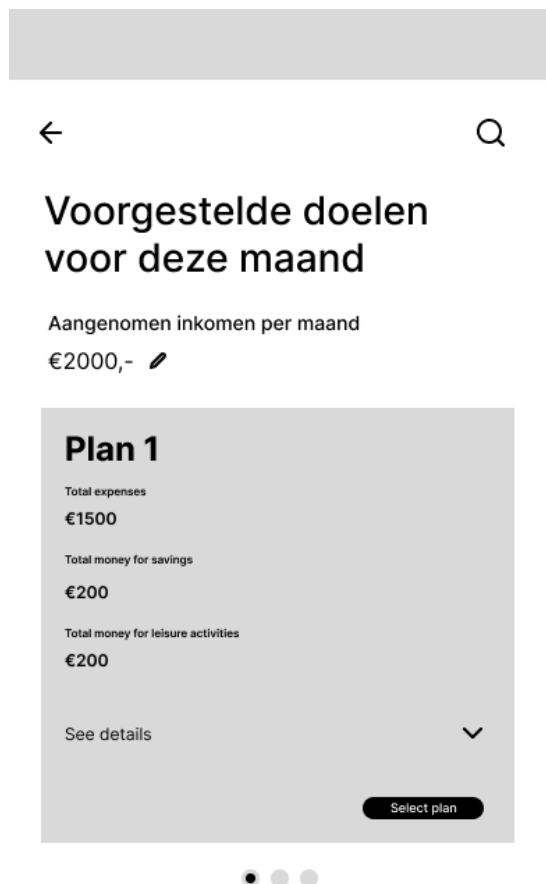 Voorgestelde doelen
voor deze maand
Aangenomen inkomen per maand
€2000,-
Plan 1
Total expenses
€1500
Total money for savings
€200
Total money for leisure activities
€200
See details
Select plan